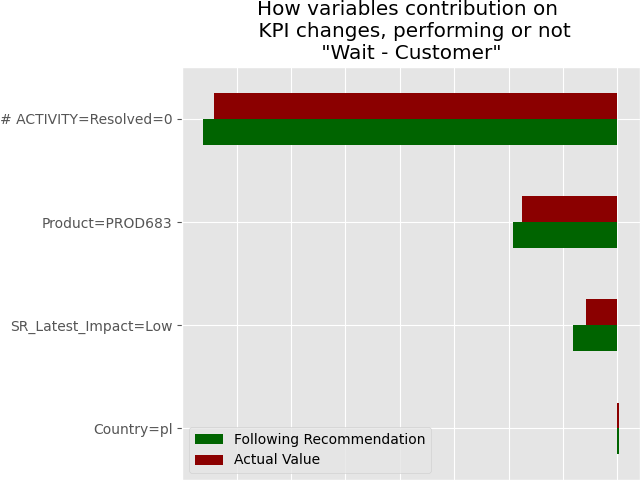 How variables contribution on
KPI changes, performing or not
"Wait - Customer"
# ACTIVITY=Resolved=0
Product=PROD683
SR_Latest_Impact=Low
Country=pl
Following Recommendation
Actual Value